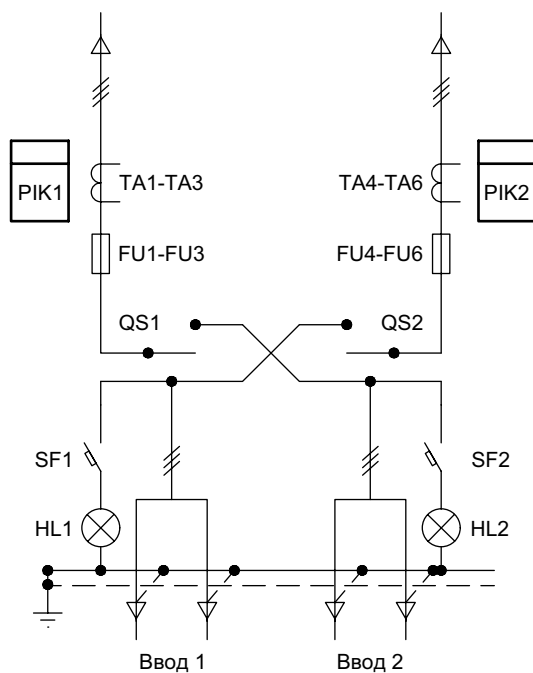 PIK1
TA1-TA3
TA4-TA6
PIK2
FU1-FU3
FU4-FU6
QS1
QS2
SF1
SF2
HL1
HL2
Ввод 1
Ввод 2